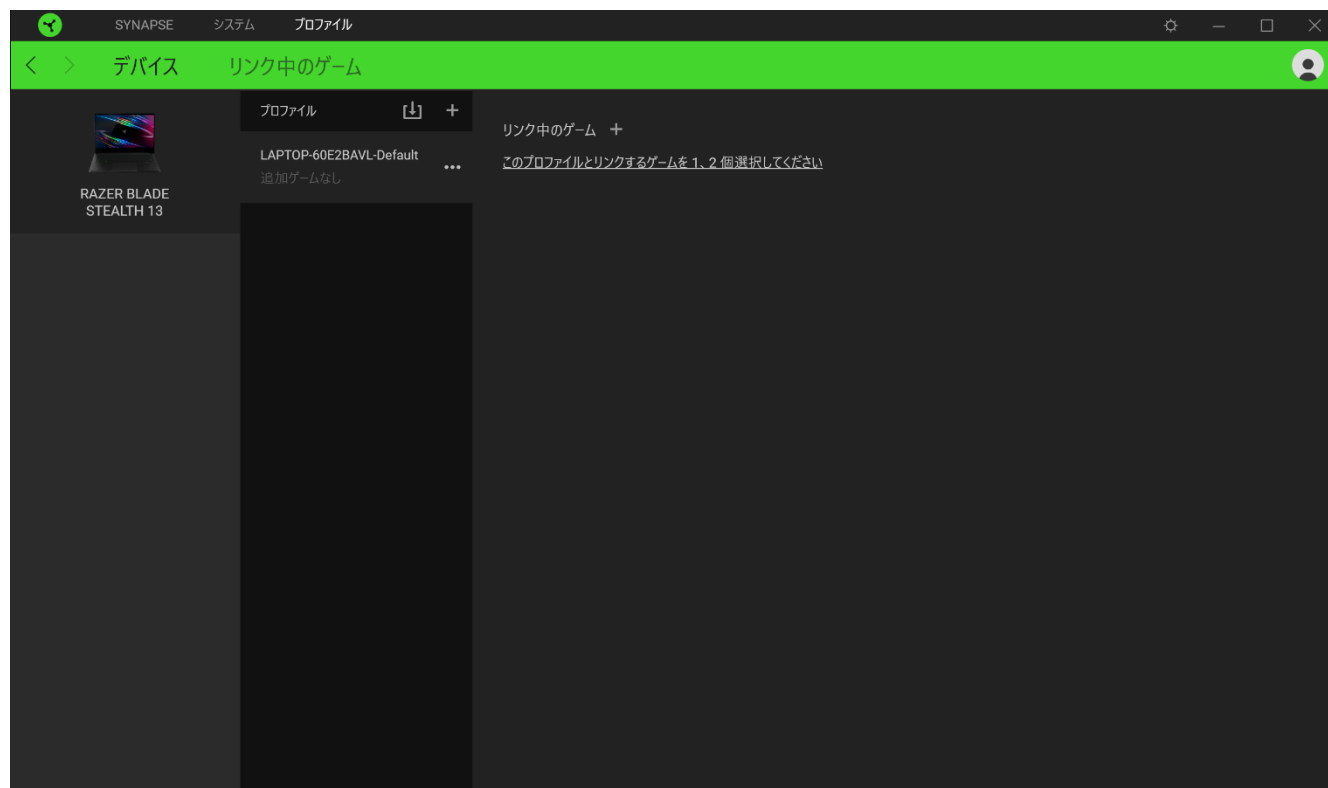 SYNAPSE システム プロファイル
デバイス リンク中のゲーム
RAZER BLADE
STEALTH 13
プロファイル
LAPTOP-60E2BAVL-Default
追加ゲームなし
リンク中のゲーム
このプロファイルとリンクするゲームを 1、2 個選択してください